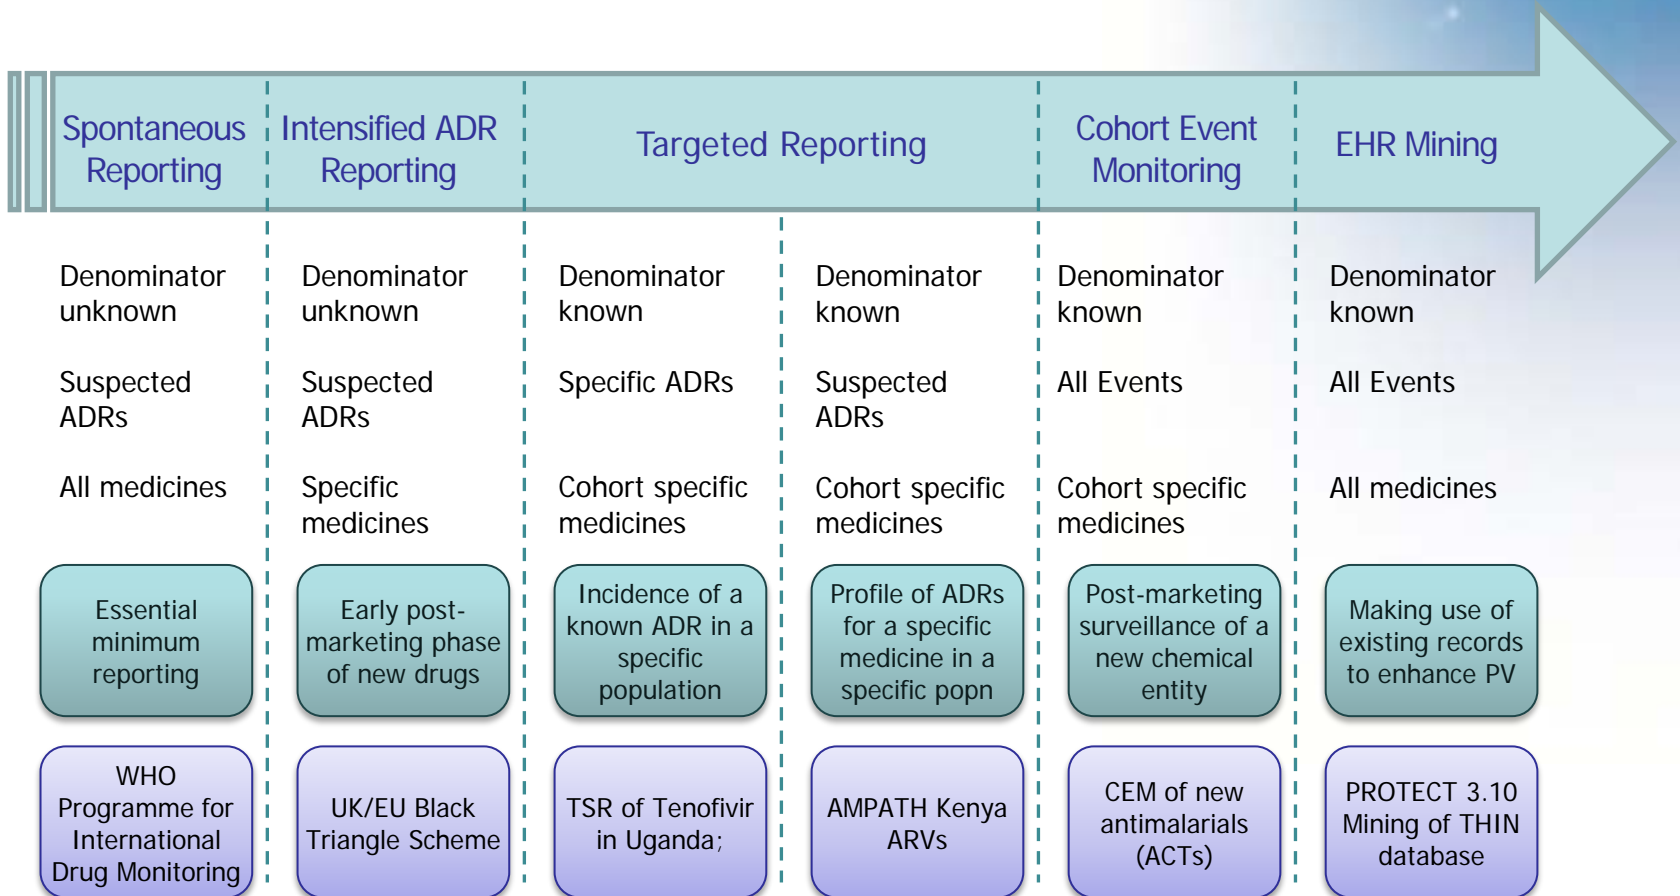 Spontaneous
Reporting
Intensified ADR
Reporting
Targeted Reporting
Cohort Event
Monitoring
EHR Mining
Denominator
unknown
Suspected
ADRs
All medicines
Essential
minimum
reporting
WHO
Programme for
International
Drug Monitoring
Denominator
unknown
Suspected
ADRs
Specific
medicines
Early post-
marketing phase
of new drugs
UK/EU Black
Triangle Scheme
Denominator
known
Specific ADRs
Cohort specific
medicines
Incidence of a
known ADR in a
specific
population
TSR of Tenofivir
in Uganda;
Denominator
known
Suspected
ADRs
Cohort specific
medicines
Profile of ADRs
for a specific
medicine in a
specific popn
AMPATH Kenya
ARVs
Denominator
known
All Events
Cohort specific
medicines
Post-marketing
surveillance of a
new chemical
entity
CEM of new
antimalarials
(ACTs)
Denominator
known
All Events
All medicines
Making use of
existing records
to enhance PV
PROTECT 3.10
Mining of THIN
database